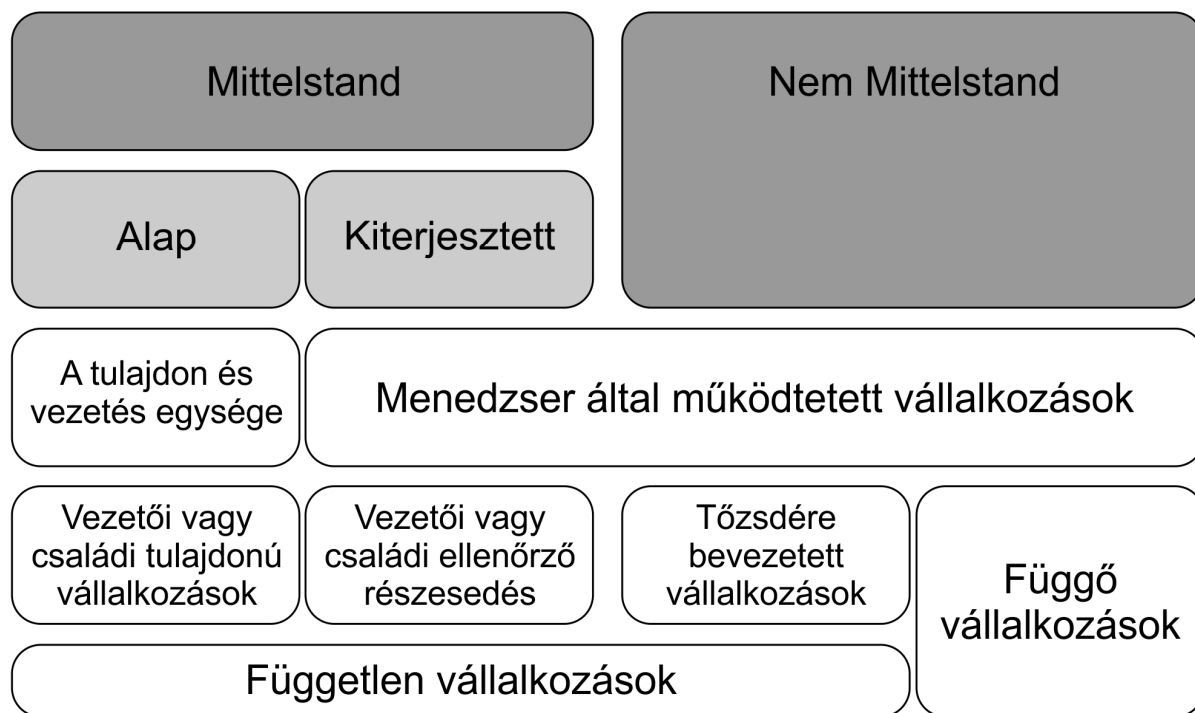 Mittelstand
Nem Mittelstand
Alap
Kiterjesztett
A tulajdon és
vezetés egysége
Menedzser által működtetett vállalkozások
Vezetői vagy
családi tulajdonú
vállalkozások
Vezetői vagy
családi ellenőrző
részesedés
Tőzsdére
bevezetett
vállalkozások
Függő
vállalkozások
Független vállalkozások